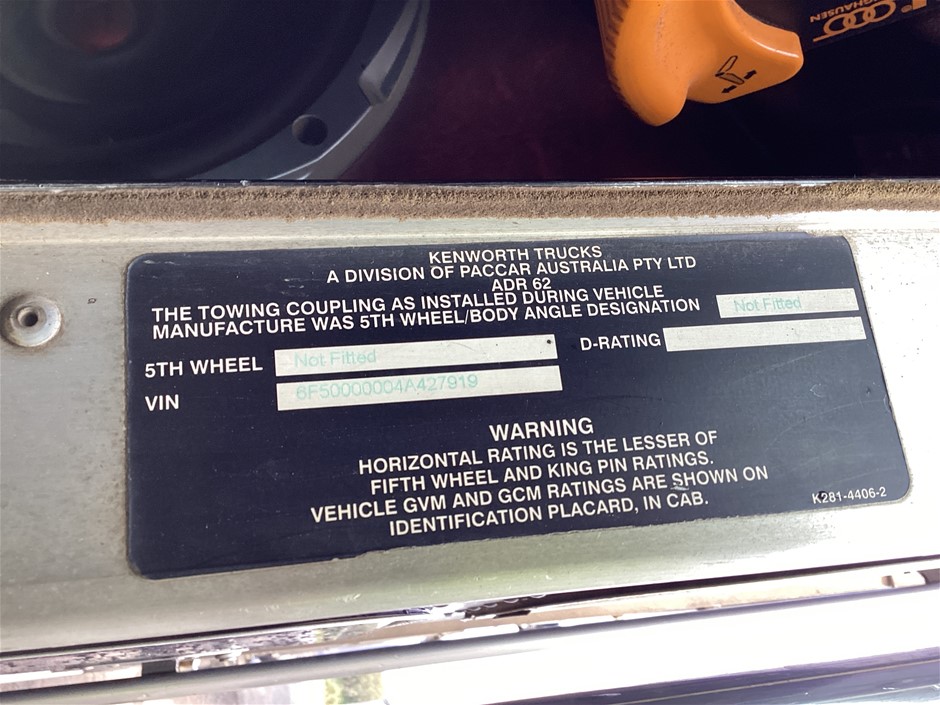 KENWORTH TRUCKS
A DIVISION OF PACCAR AUSTRALIA PTY LTD
ADR 62
THE TOWING COUPLING AS INSTALLED DURING VEHICLE
MANUFACTURE WAS 5TH WHEEL/BODY ANGLE DESIGNATION Not Fitted
5TH WHEEL Not Fitted D-RATING
VIN 6F50000004A427919
WARNING
HORIZONTAL RATING IS THE LESSER OF
FIFTH WHEEL AND KING PIN RATINGS.
VEHICLE GVM AND GCM RATINGS ARE SHOWN ON
IDENTIFICATION PLACARD, IN CAB.
K281-4406-2